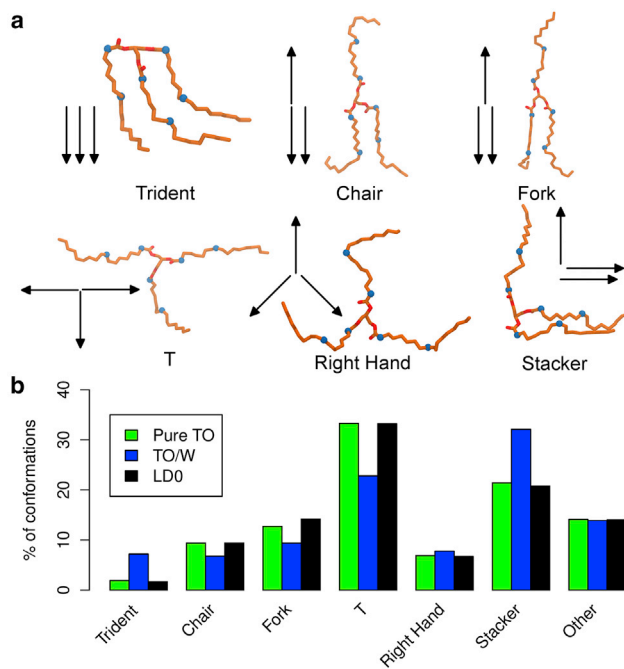 a
Trident
Chair
Fork
T
Right Hand
Stacker
b
% of conformations
40
30
20
10
0
Pure TO
TO/W
LD0
Trident
Chair
Fork
T
Right Hand
Stacker
Other